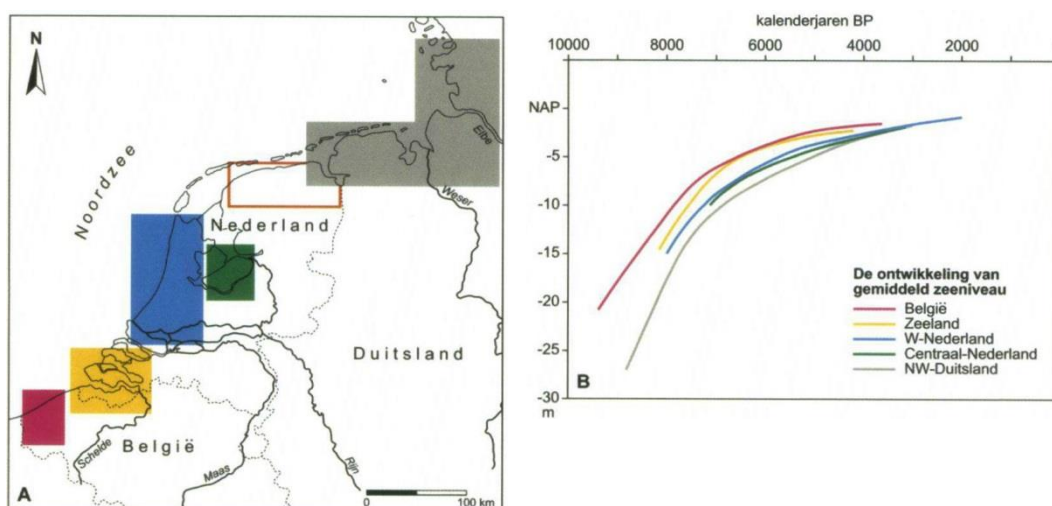 N
Noordzee
Nederland
Duitsland
België
Elbe
Weser
Schelde
Maas
Rijn
A
0
100 km
kalenderjaren BP
10000 8000 6000 4000 2000
NAP
-5
-10
-15
-20
-25
-30
m
De ontwikkeling van
gemiddeld zeeniveau
België
Zeeland
W-Nederland
Centraal-Nederland
NW-Duitsland
B